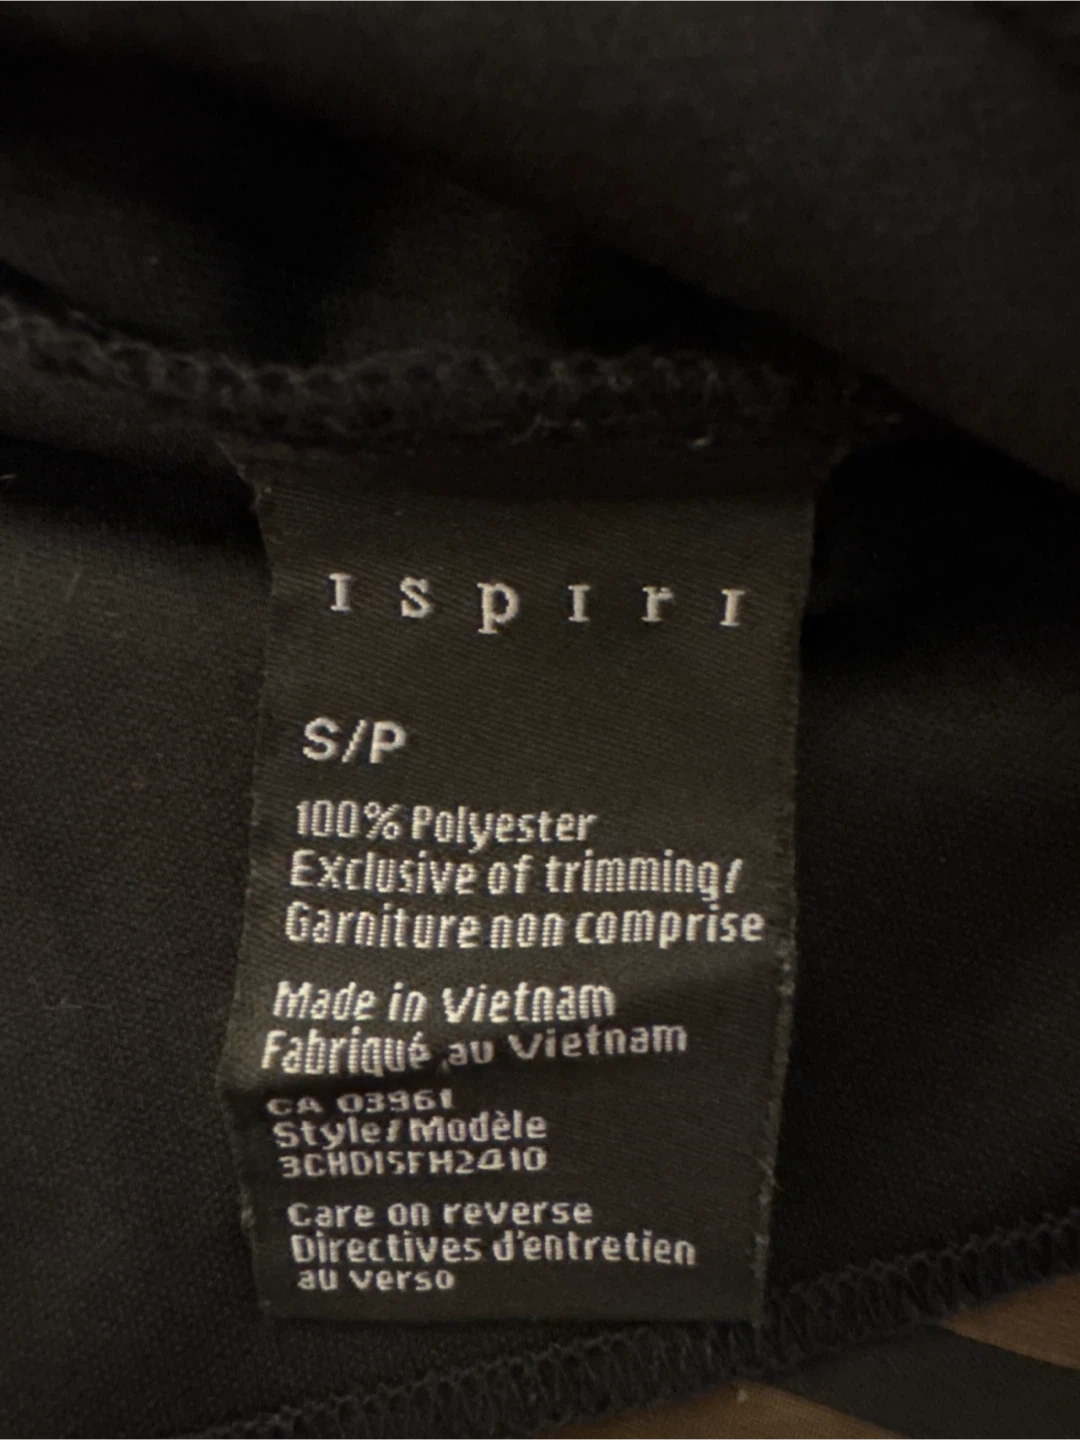 ıspırı
S/P
100% Polyester
Exclusive of trimming/
Garniture non comprise
Made in Vietnam
Fabriqué au Vietnam
CA 03961
Style/Modèle
3CHDISFH2410
Care on reverse
Directives d'entretien
au verso